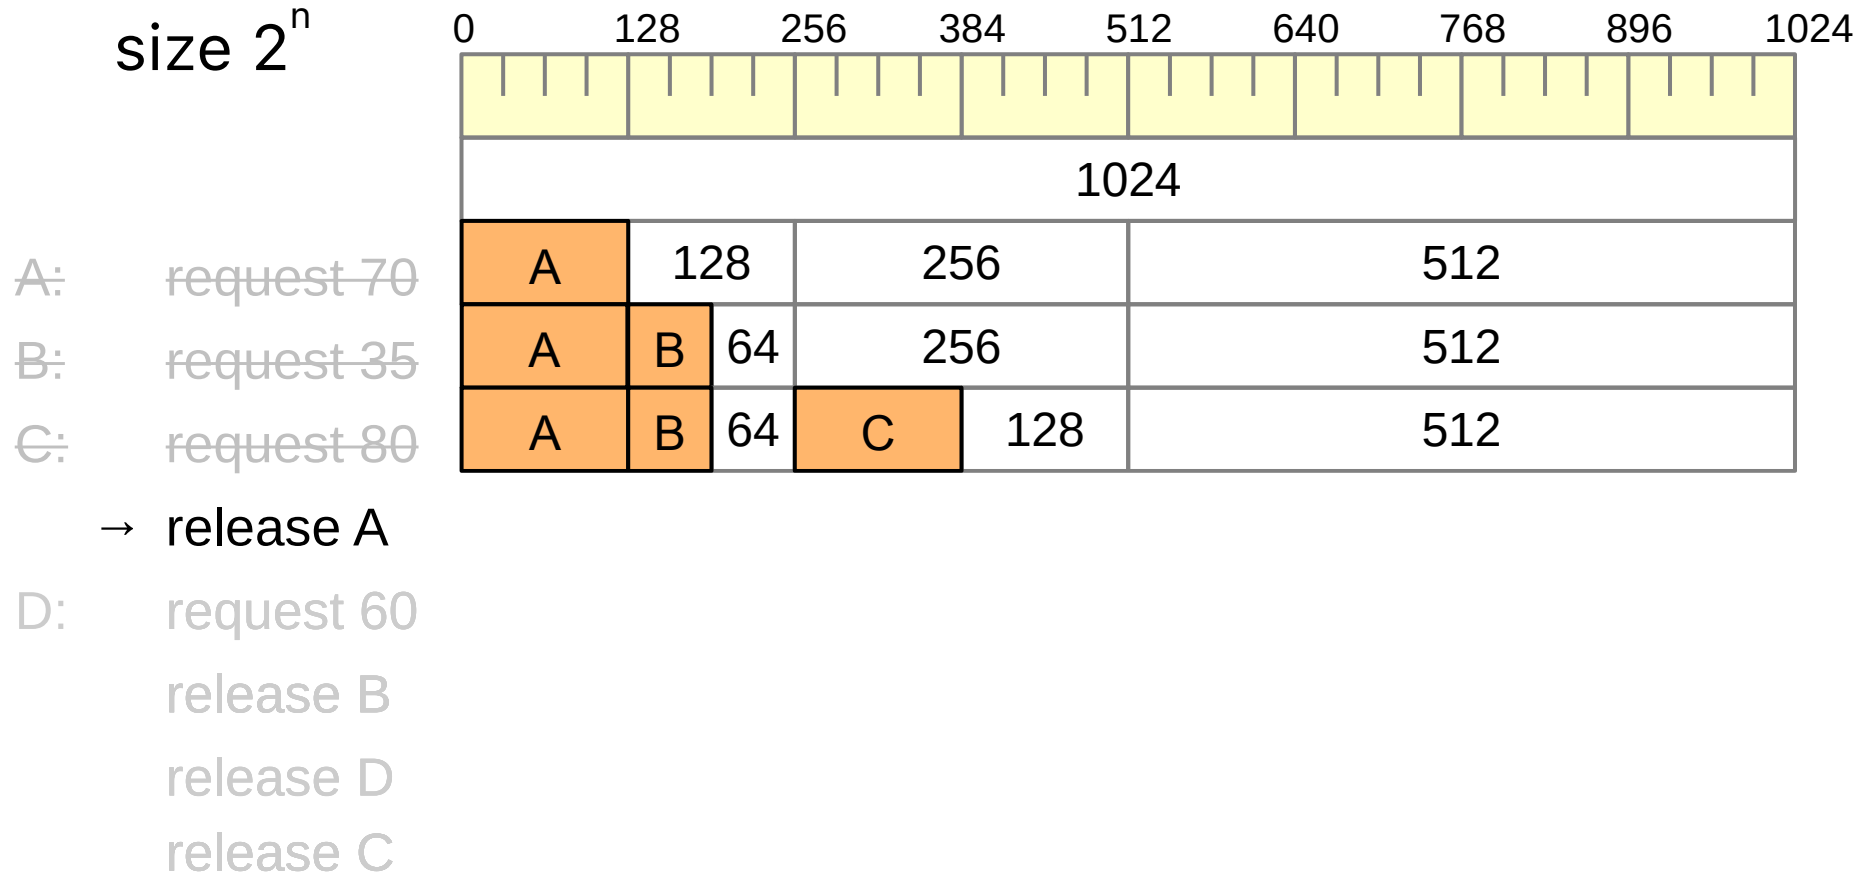 size 2ⁿ
0 128 256 384 512 640 768 896 1024
1024
A: request 70 A 128 256 512
B: request 35 A B 64 256 512
C: request 80 A B 64 C 128 512
→ release A
D: request 60
release B
release D
release C